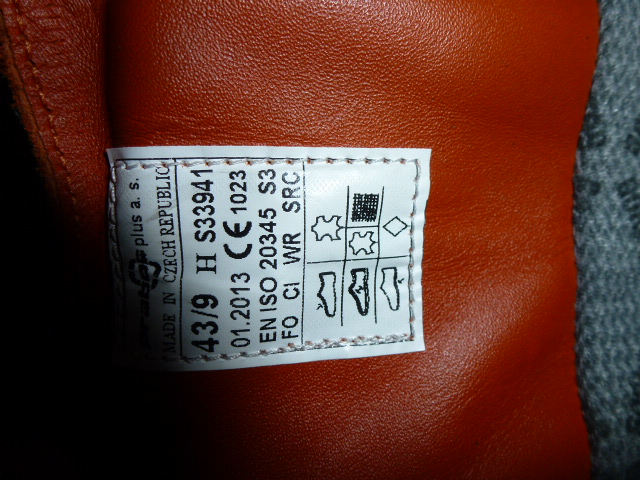 plus a. s.
MADE IN CZECH REPUBLIC
43/9 H S33941
01.2013 CE 1023
EN ISO 20345 S3
FO CI WR SRC